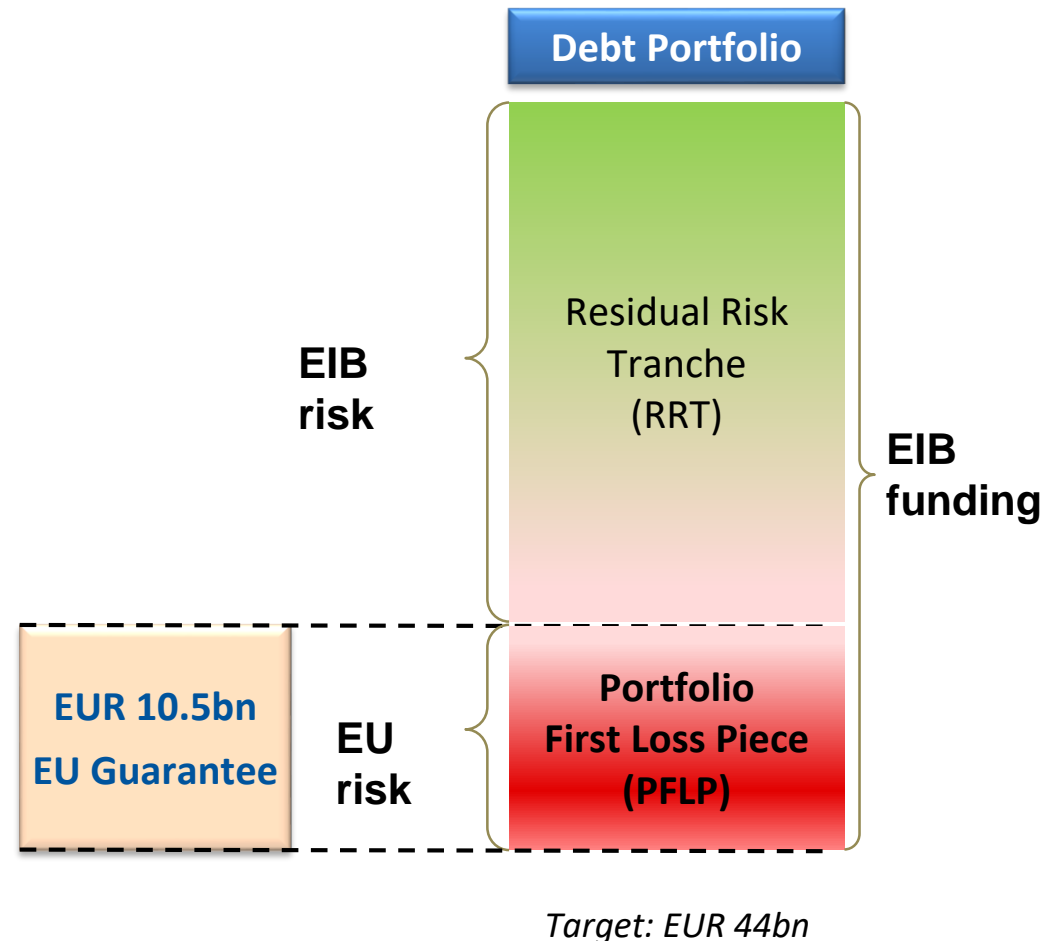 Debt Portfolio
Residual Risk
Tranche
(RRT)
EIB
risk
EIB
funding
EUR 10.5bn
EU Guarantee
EU
risk
Portfolio
First Loss Piece
(PFLP)
Target: EUR 44bn